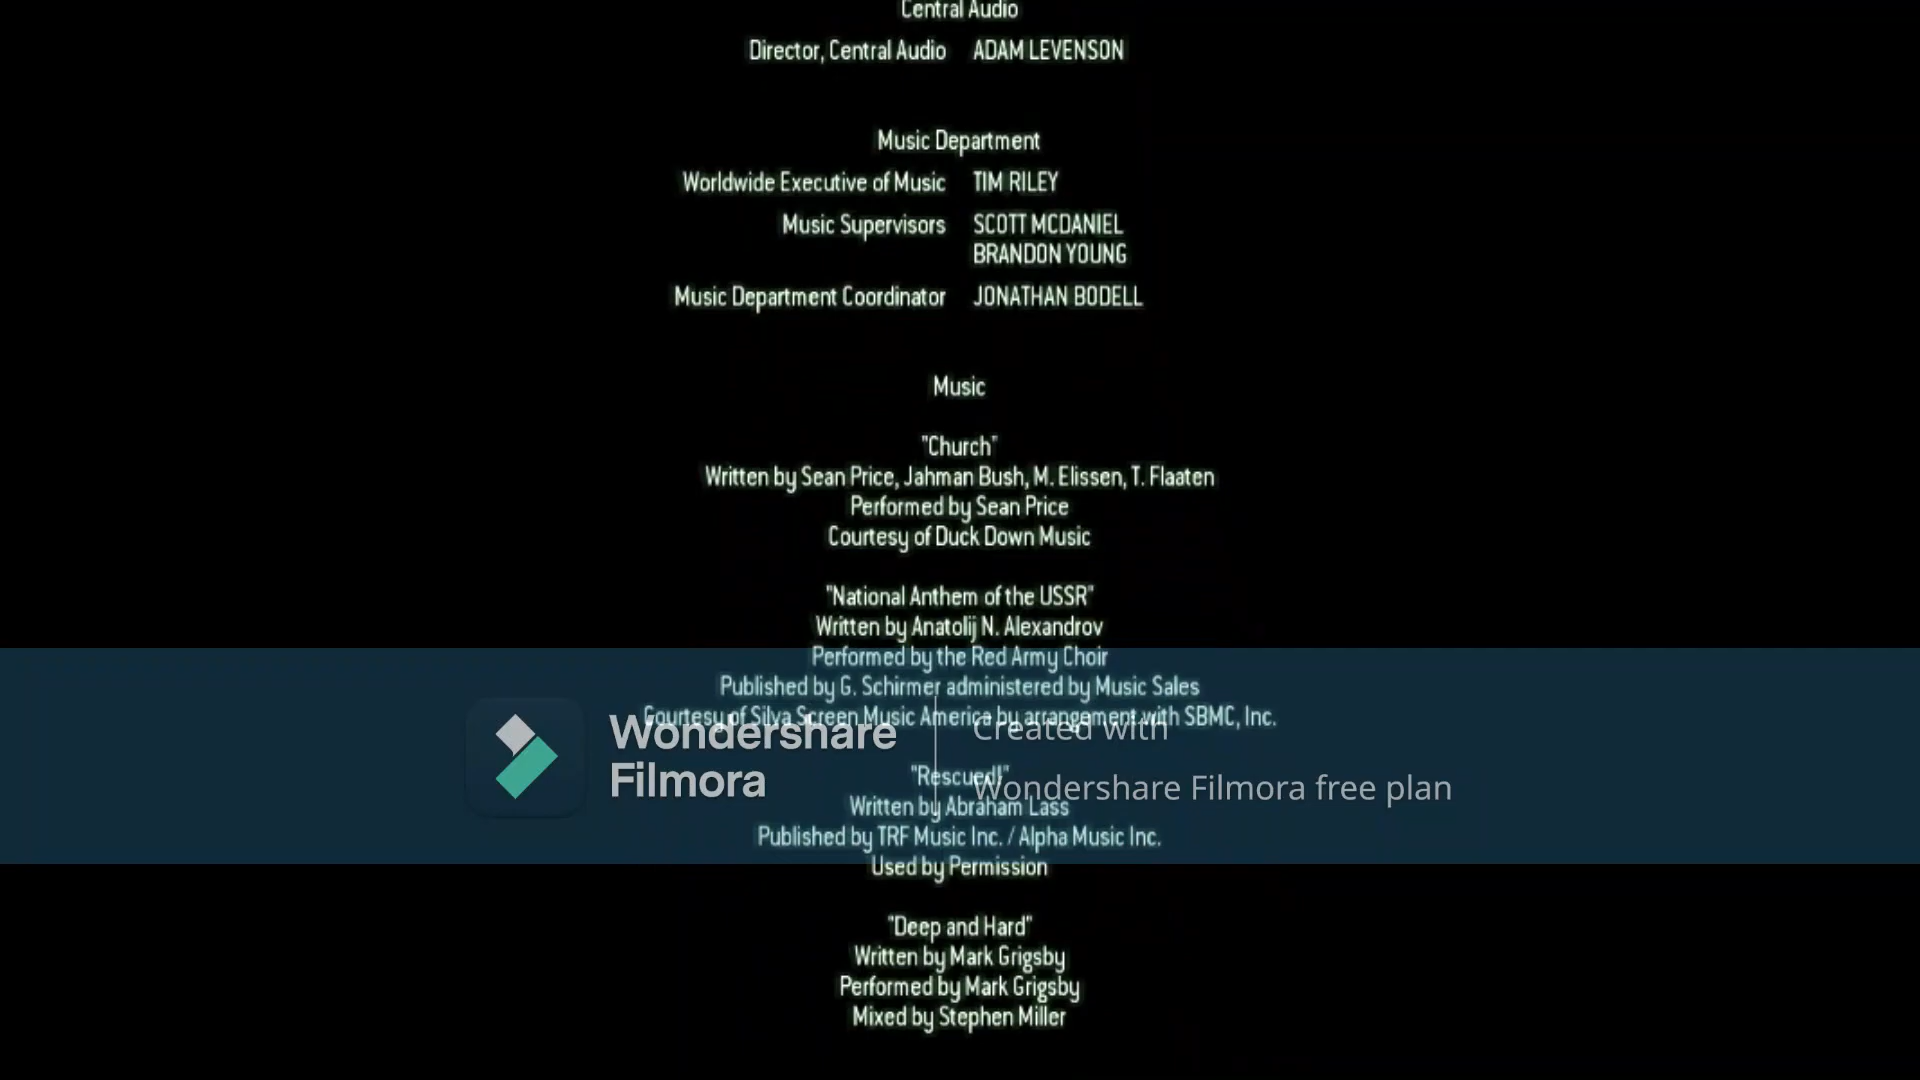 Central Audio
Director, Central Audio ADAM LEVENSON
Music Department
Worldwide Executive of Music TIM RILEY
Music Supervisors SCOTT MCDANIEL
BRANDON YOUNG
Music Department Coordinator JONATHAN BODELL
Music
"Church"
Written by Sean Price, Jahman Bush, M. Elissen, T. Flaaten
Performed by Sean Price
Courtesy of Duck Down Music
"National Anthem of the USSR"
Written by Anatolij N. Alexandrov
Performed by the Red Army Choir
Published by G. Schirmer administered by Music Sales
Courtesy of Silva Screen Music America by arrangement with SBMC, Inc.
"Rescued!"
Written by Abraham Lass
Published by TRF Music Inc. / Alpha Music Inc.
Used by Permission
"Deep and Hard"
Written by Mark Grigsby
Performed by Mark Grigsby
Mixed by Stephen Miller
Wondershare
Filmora
Created with
Wondershare Filmora free plan